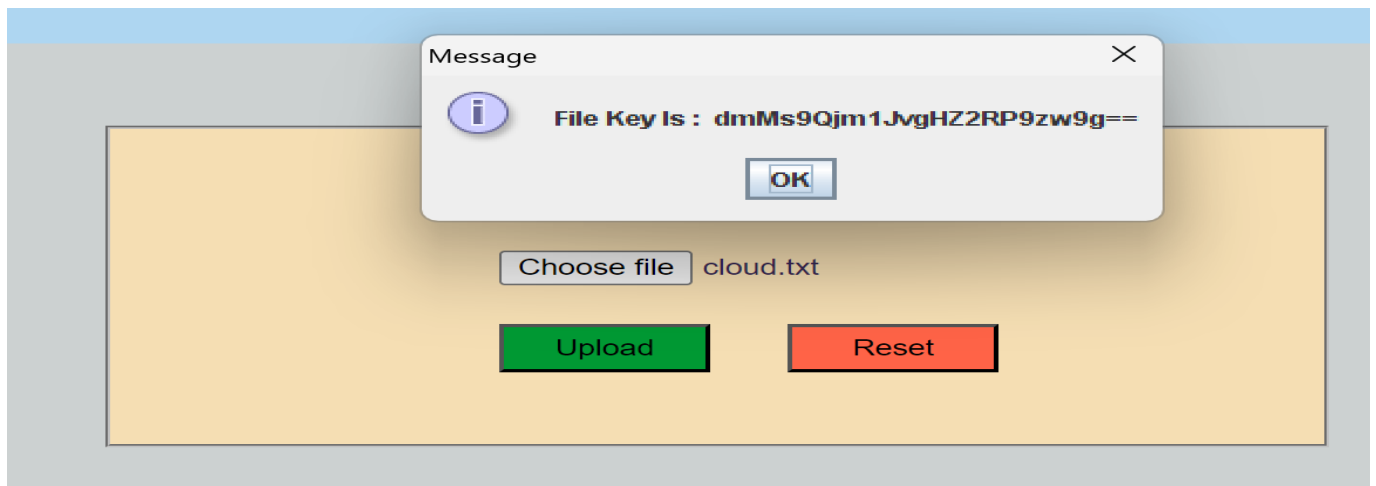 Message
File Key Is : dmMs9Qjm1JvgHZ2RP9zw9g==
OK
Choose file cloud.txt
Upload Reset